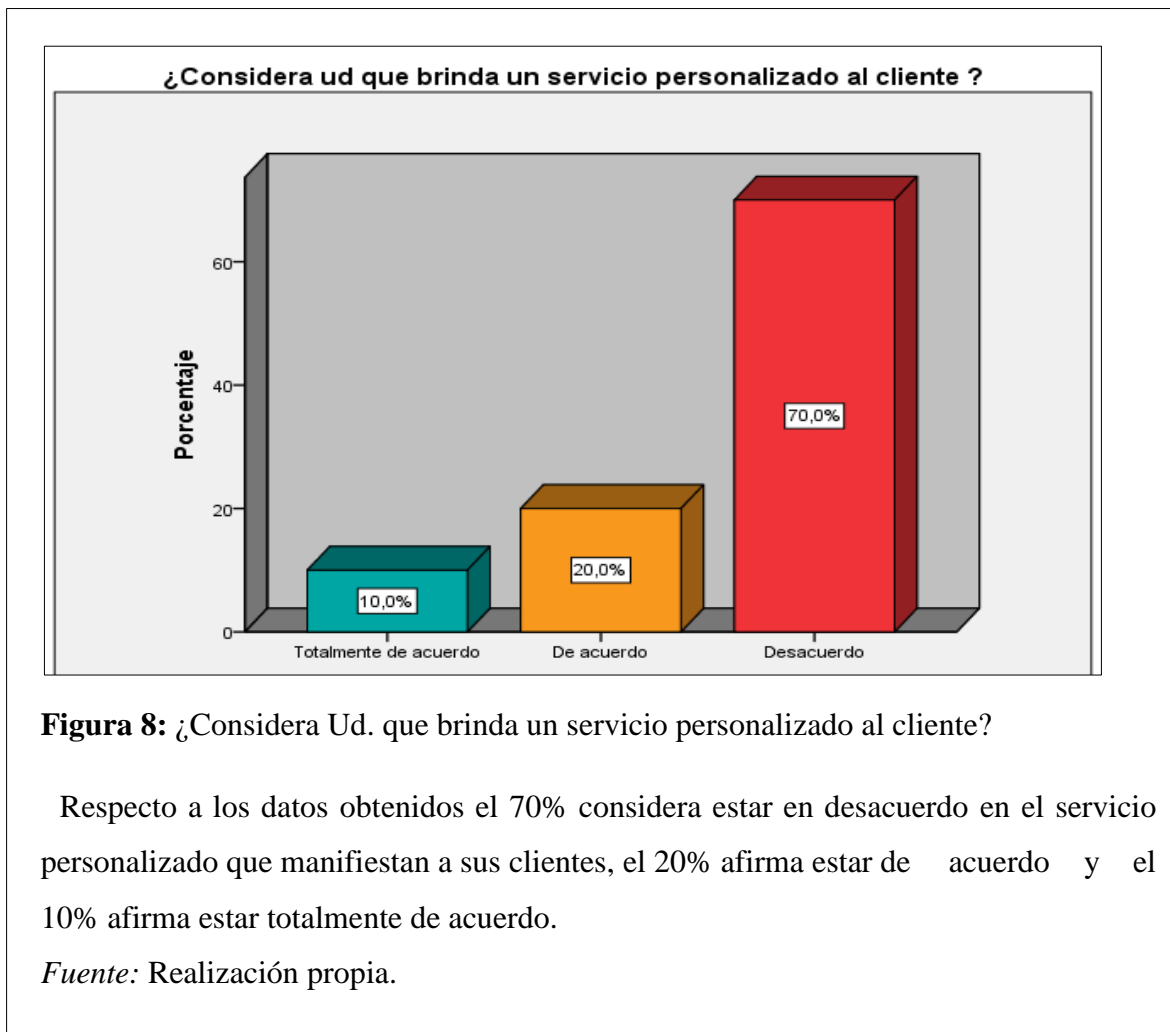 ¿Considera ud que brinda un servicio personalizado al cliente ?
Porcentaje
60
40
20
0
70,0%
20,0%
10,0%
Totalmente de acuerdo
De acuerdo
Desacuerdo
Figura 8: ¿Considera Ud. que brinda un servicio personalizado al cliente?
Respecto a los datos obtenidos el 70% considera estar en desacuerdo en el servicio
personalizado que manifiestan a sus clientes, el 20% afirma estar de acuerdo y el
10% afirma estar totalmente de acuerdo.
Fuente: Realización propia.